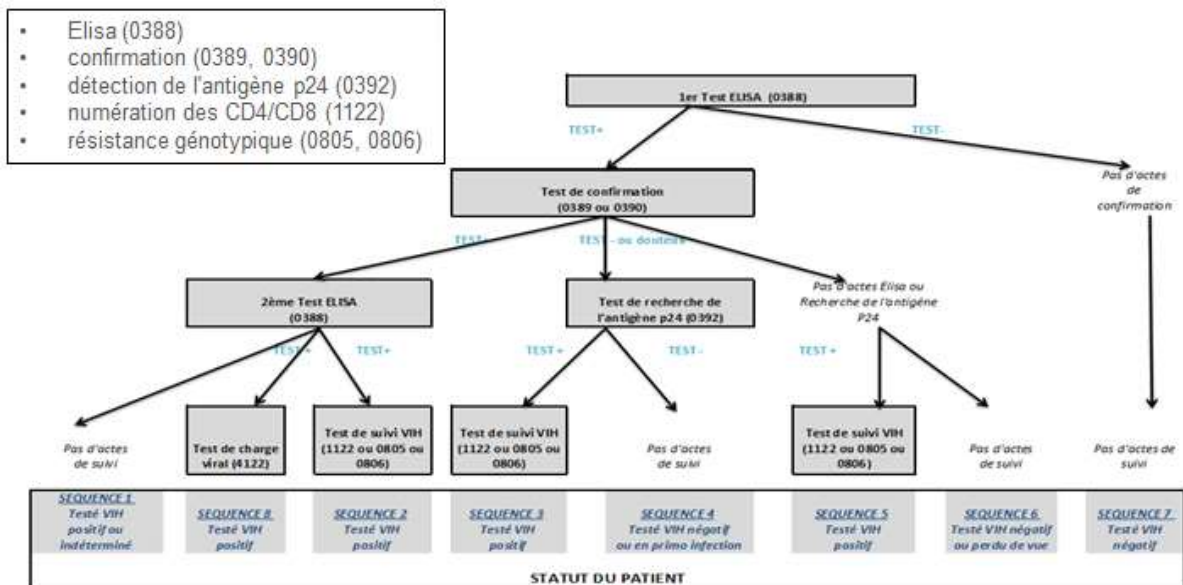 • Elisa (0388)
• confirmation (0389, 0390)
• détection de l'antigène p24 (0392)
• numération des CD4/CD8 (1122)
• résistance génotypique (0805, 0806)
1er Test ELISA (0388)
TEST+
TEST-
Test de confirmation
(0389 ou 0390)
Pas d'actes
de
confirmation
TEST+
TEST - ou douteux
2ème Test ELISA
(0388)
Test de recherche de
l'antigène p24 (0392)
Pas d'actes Elisa ou
Recherche de l'antigène
P24
TEST +
TEST+
TEST +
TEST -
TEST +
Pas d'actes
de suivi
Test de charge
viral (4122)
Test de suivi VIH
(1122 ou 0805 ou
0806)
Test de suivi VIH
(1122 ou 0805 ou
0806)
Pas d'actes
de suivi
Test de suivi VIH
(1122 ou 0805 ou
0806)
Pas d'actes
de suivi
Pas d'actes de
suivi
SEQUENCE 1
Testé VIH
positif ou
indéterminé
SEQUENCE 8
Testé VIH
positif
SEQUENCE 2
Testé VIH
positif
SEQUENCE 3
Testé VIH
positif
SEQUENCE 4
Testé VIH négatif
ou en primo infection
SEQUENCE 5
Testé VIH
positif
SEQUENCE 6
Testé VIH négatif
ou perdu de vue
SEQUENCE 7
Testé VIH
négatif
STATUT DU PATIENT